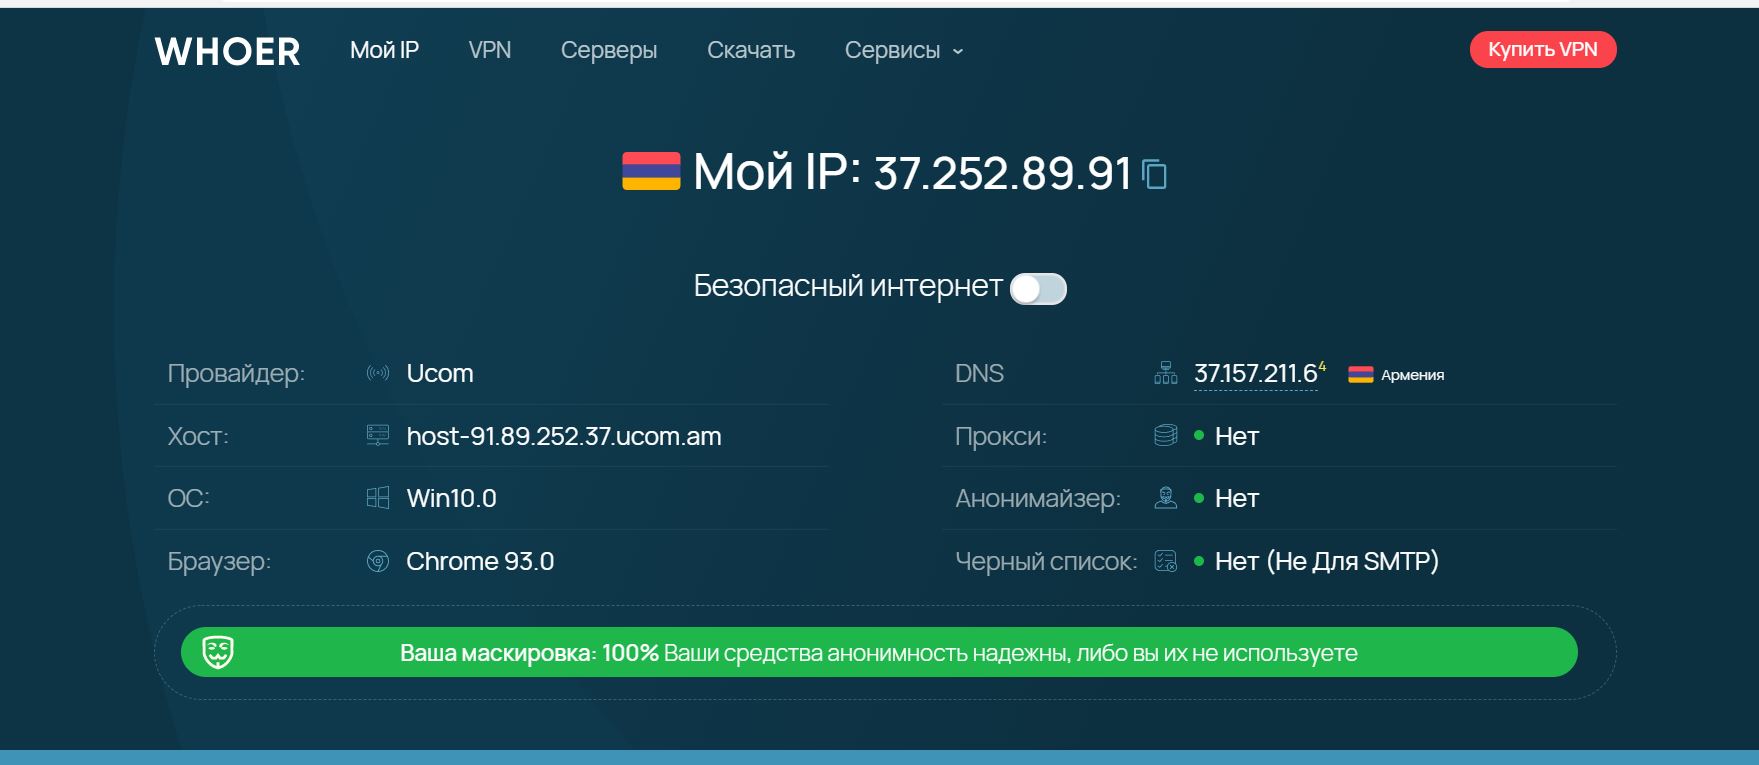 WHOER Мой IP VPN Серверы Скачать Сервисы Купить VPN
Мой IP: 37.252.89.91
Безопасный интернет
Провайдер: Ucom
Хост: host-91.89.252.37.ucom.am
ОС: Win10.0
Браузер: Chrome 93.0
DNS 37.157.211.6 4 Армения
Прокси: Нет
Анонимайзер: Нет
Черный список: Нет (Не Для SMTP)
Ваша маскировка: 100% Ваши средства анонимность надежны, либо вы их не используете